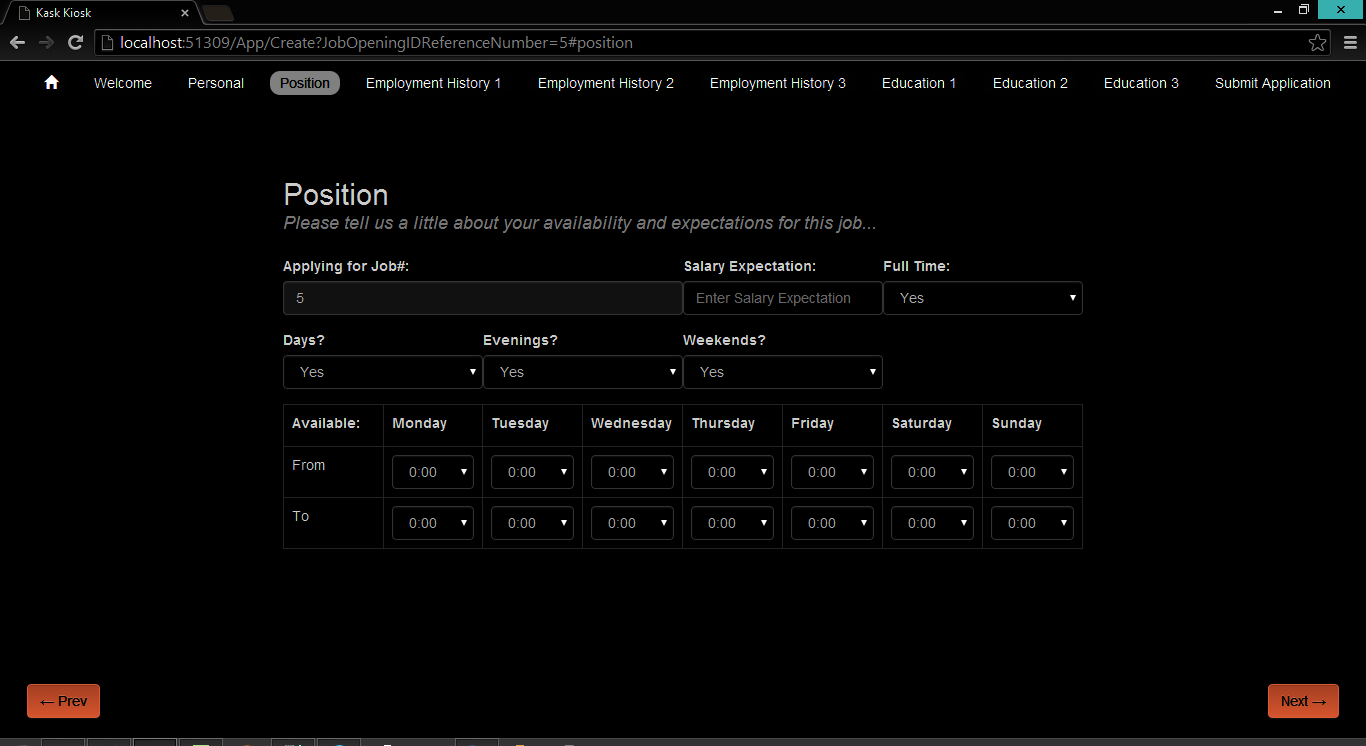 Kask Kiosk
localhost:51309/App/Create?JobOpeningIDReferenceNumber=5#position
Welcome Personal Position Employment History 1 Employment History 2 Employment History 3 Education 1 Education 2 Education 3 Submit Application
Position
Please tell us a little about your availability and expectations for this job...
Applying for Job#: Salary Expectation: Full Time:
5 Enter Salary Expectation Yes
Days? Evenings? Weekends?
Yes Yes Yes
Available: Monday Tuesday Wednesday Thursday Friday Saturday Sunday
From 0:00 0:00 0:00 0:00 0:00 0:00 0:00
To 0:00 0:00 0:00 0:00 0:00 0:00 0:00
← Prev Next →